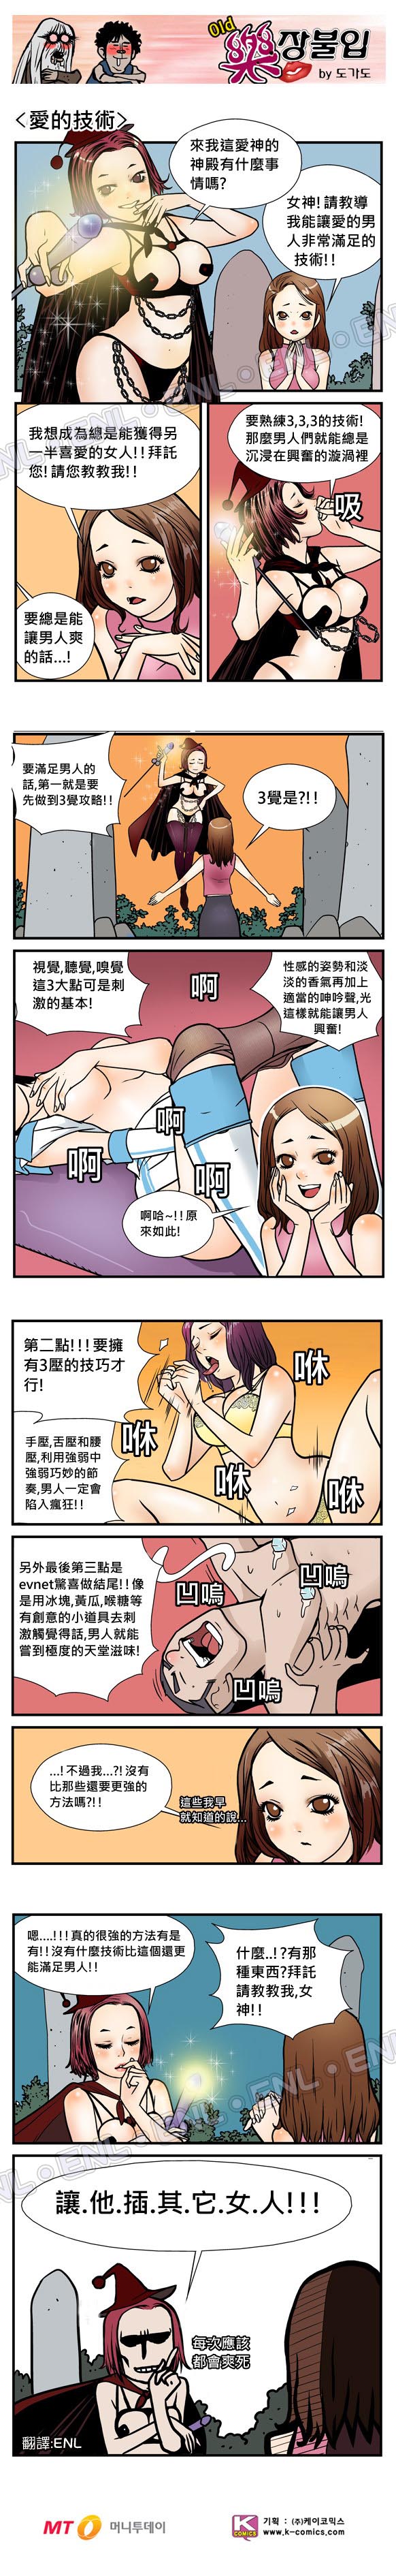 Old 樂장불입
by 도가도
<愛的技術>
來我這愛神的
神殿有什麼事
情嗎?
女神!請教導
我能讓愛的男
人非常滿足的
技術!!
ENL•ENL•ENL•ENL
我想成為總是能獲得另
一半喜愛的女人!!拜託
您!請您教教我!!
要總是能
讓男人爽
的話...!
要熟練3,3,3的技術!
那麼男人們就能總是
沉浸在興奮的漩渦裡
吸
要滿足男人的
話,第一就是要
先做到3覺攻略!!
3覺是?!!
視覺,聽覺,嗅覺
這3大點可是刺
激的基本!
性感的姿勢和淡
淡的香氣再加上
適當的呻吟聲,光
這樣就能讓男人
興奮!
啊
啊
啊
啊
啊哈~!!原
來如此!
第二點!!!要擁
有3壓的技巧才
行!
手壓,舌壓和腰
壓,利用強弱中
強弱巧妙的節
奏,男人一定會
陷入瘋狂!!
咻
咻
咻
咻
另外最後第三點是
evnet驚喜做結尾!!像
是用冰塊,黃瓜,喉糖等
有創意的小道具去刺
激觸覺得話,男人就能
嘗到極度的天堂滋味!
凹嗚
凹嗚
凹嗚
...!不過我...?!沒有
比那些還要更強的
方法嗎?!!
這些我早
就知道的說...
嗯....!!!真的很強的方法有是
有!!沒有什麼技術比這個還更
能滿足男人!!
什麼..!?有那
種東西?拜託
請教教我,女
神!!
ENL•ENL•ENL•ENL
讓.他.插.其.它.女.人!!!
每次應該
都會爽死
翻譯:ENL
MT 머니투데이
K COMICS
기획 : (주)케이코믹스
www.k-comics.com